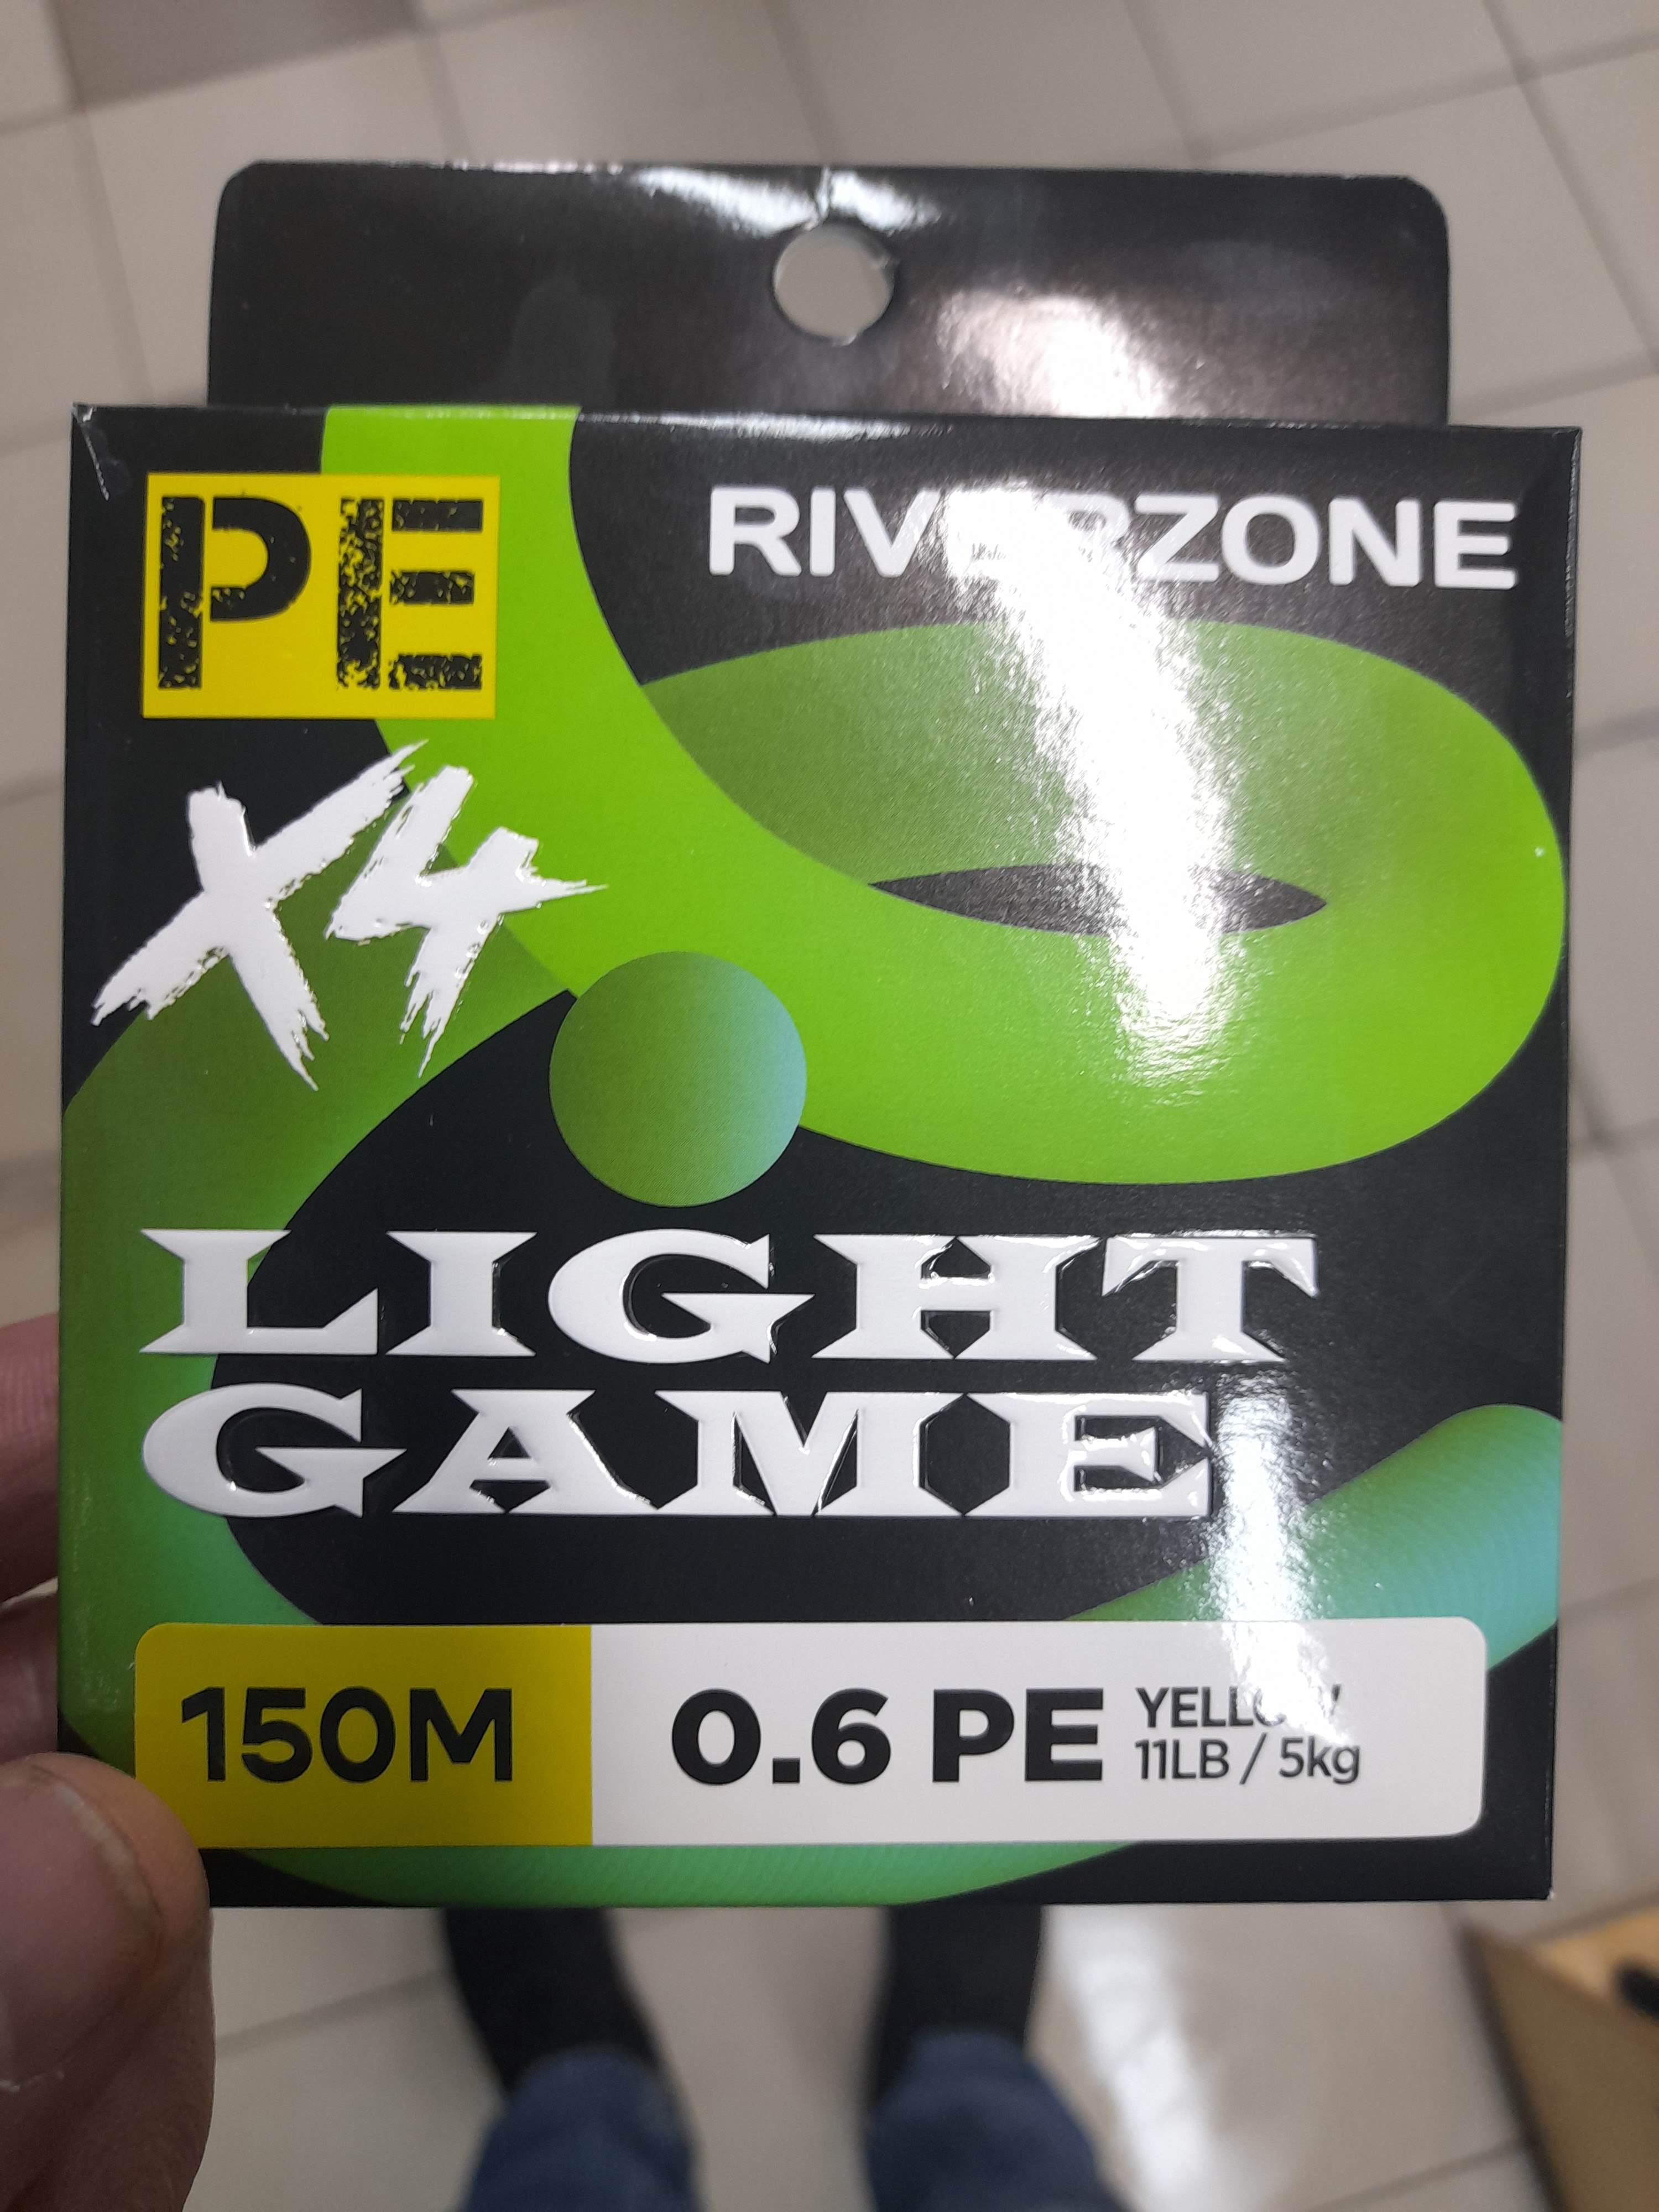 PE
RIVERZONE
X4
LIGHT
GAME
150M
0.6 PE
YELLOW
11LB / 5kg